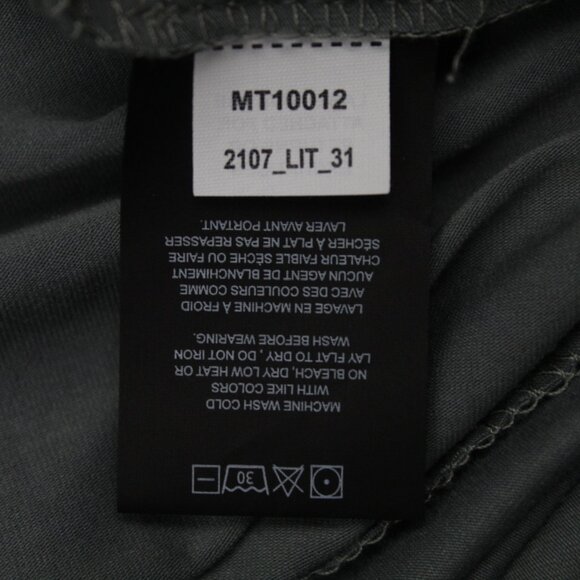 MT10012
2107_LIT_31
30
MACHINE WASH COLD
WITH LIKE COLORS
NO BLEACH, DRY LOW HEAT OR
LAY FLAT TO DRY , DO NOT IRON
WASH BEFORE WEARING.
LAVAGE EN MACHINE À FROID
AVEC DES COULEURS COMME
AUCUN AGENT DE BLANCHIMENT
CHALEUR FAIBLE SÈCHE OU FAIRE
SÉCHER À PLAT NE PAS REPASSER
LAVER AVANT PORTANT.